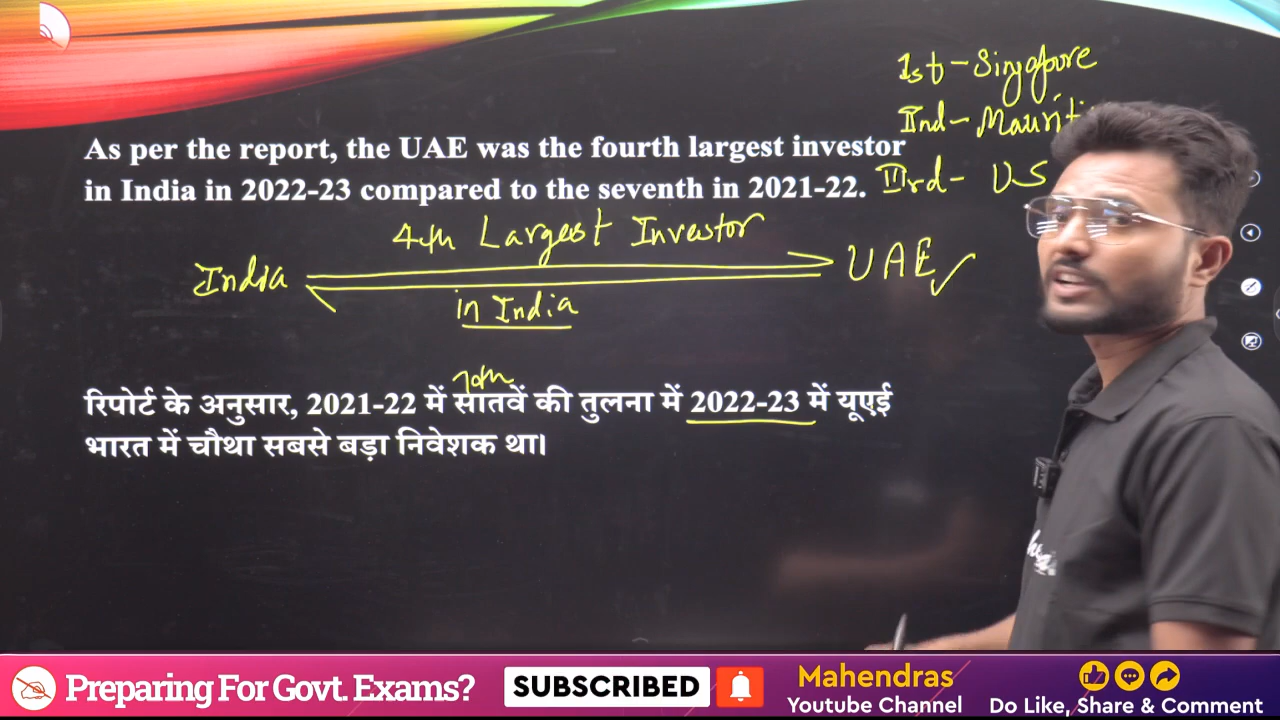 1st - Singapore
IInd - Mauriti
As per the report, the UAE was the fourth largest investor
in India in 2022-23 compared to the seventh in 2021-22.
IIIrd - US
4th Largest Investor
India
UAE
in India
7th
रिपोर्ट के अनुसार, 2021-22 में सातवें की तुलना में 2022-23 में यूएई
भारत में चौथा सबसे बड़ा निवेशक था।
Preparing For Govt. Exams?
SUBSCRIBED
Mahendras
Youtube Channel
Do Like, Share & Comment